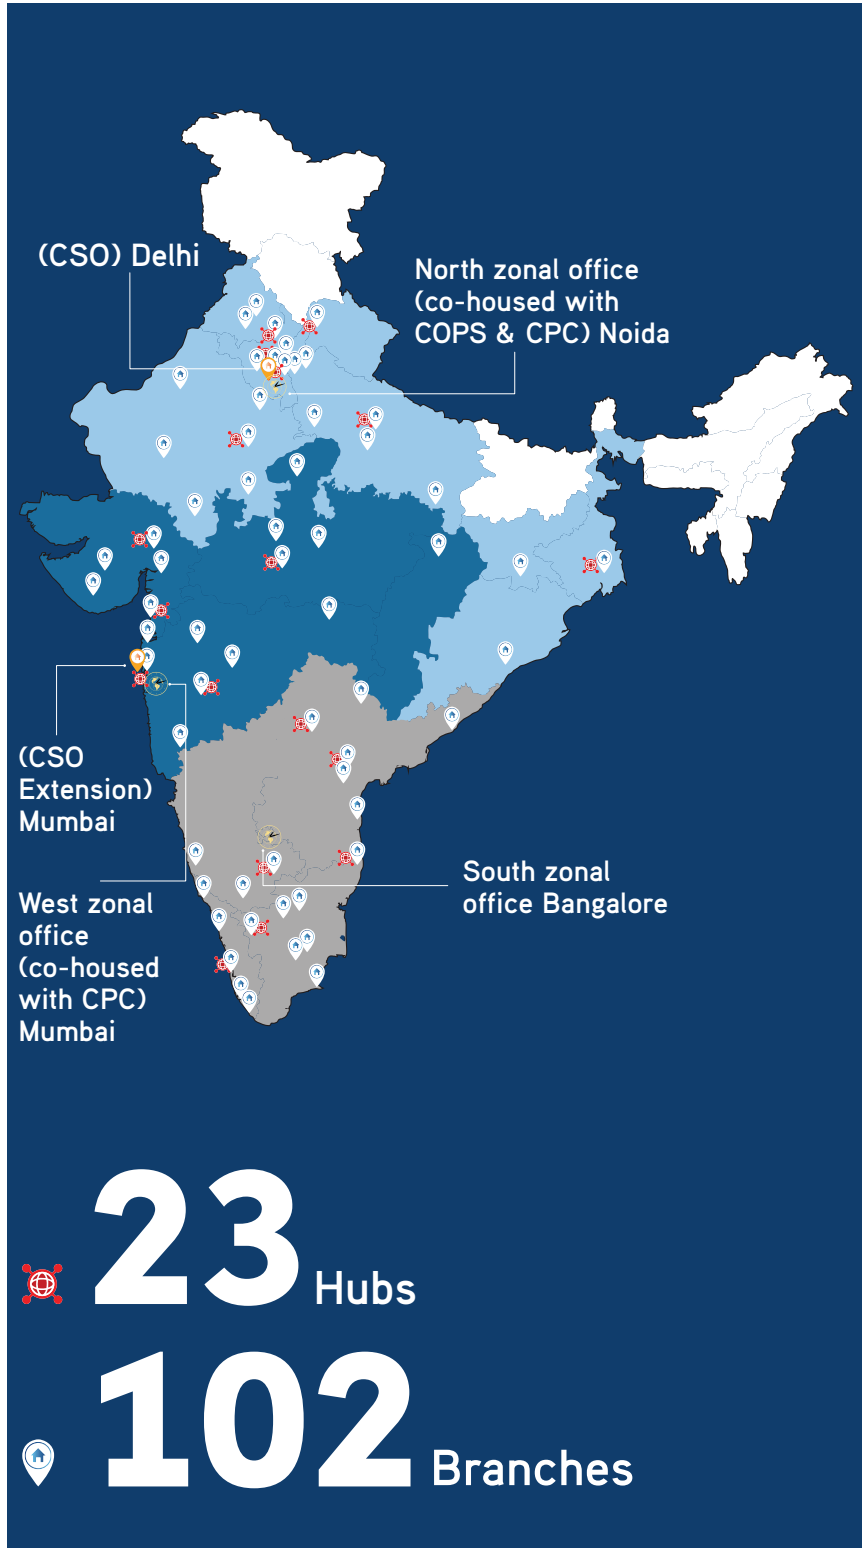 (CSO) Delhi
North zonal office
(co-housed with
COPS & CPC) Noida
(CSO
Extension)
Mumbai
South zonal
office Bangalore
West zonal
office
(co-housed
with CPC)
Mumbai
23 Hubs
102 Branches